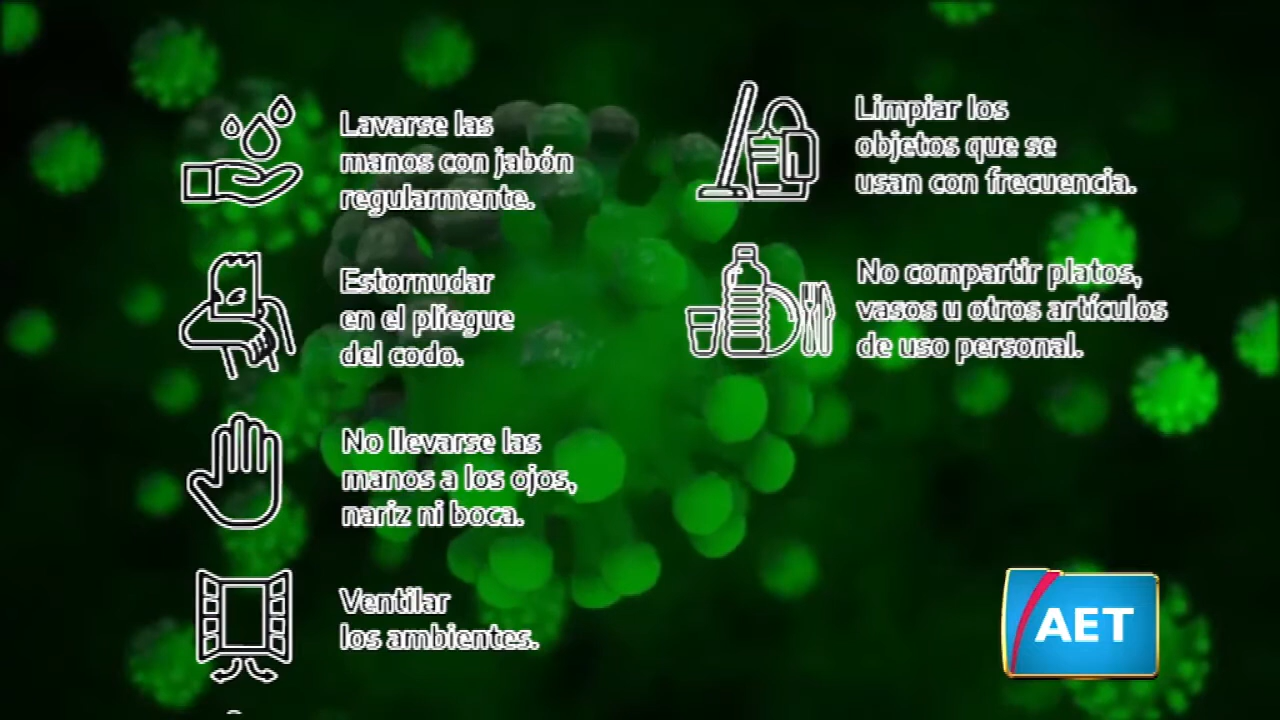 Lavarse las
manos con jabón
regularmente.
Estornudar
en el pliegue
del codo.
No llevarse las
manos a los ojos,
nariz ni boca.
Ventilar
los ambientes.
Limpiar los
objetos que se
usan con frecuencia.
No compartir platos,
vasos u otros artículos
de uso personal.
AET